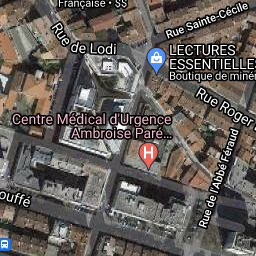 Française • $$
Rue Sainte-Cécile
Rue de Lodi
LECTURES
ESSENTIELLES
Boutique de minér
Rue Roger
Centre Médical d'Urgence
Ambroise Paré...
H
Rue de l'Abbé Féraud
ouffé